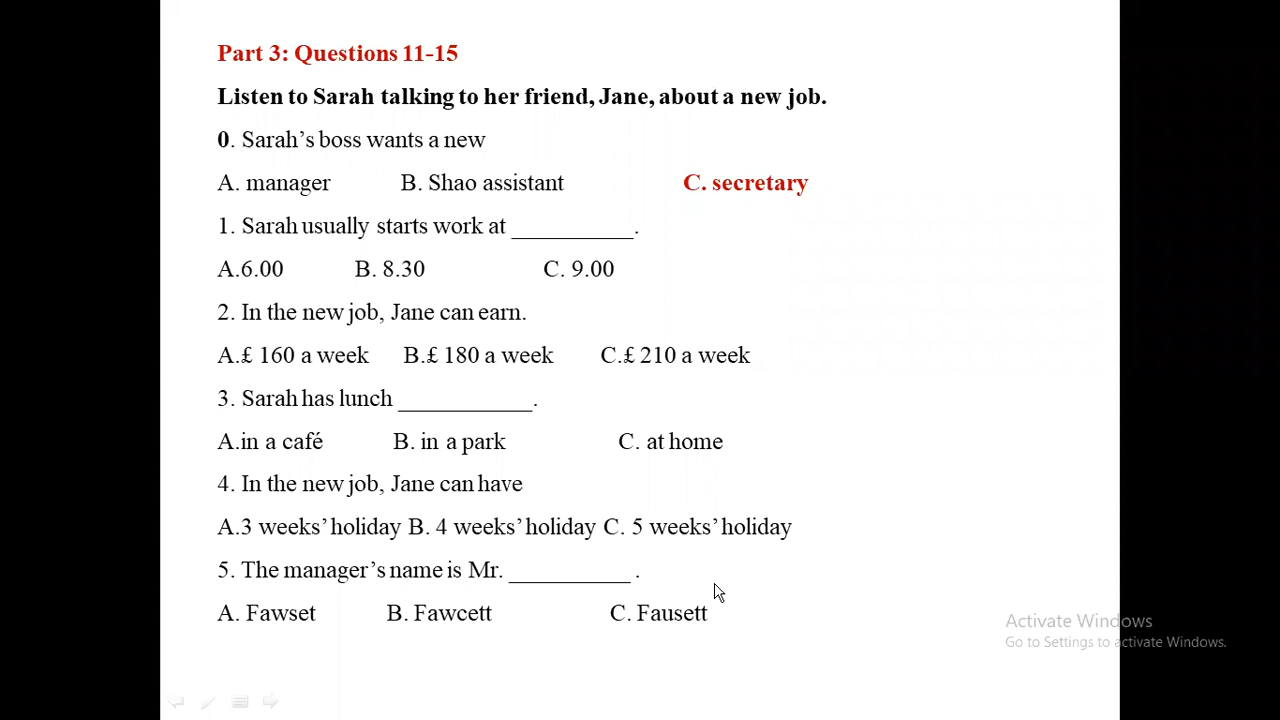 Part 3: Questions 11-15
Listen to Sarah talking to her friend, Jane, about a new job.
0. Sarah’s boss wants a new
A. manager B. Shao assistant C. secretary
1. Sarah usually starts work at __________.
A.6.00 B. 8.30 C. 9.00
2. In the new job, Jane can earn.
A.£ 160 a week B.£ 180 a week C.£ 210 a week
3. Sarah has lunch ___________.
A.in a café B. in a park C. at home
4. In the new job, Jane can have
A.3 weeks’ holiday B. 4 weeks’ holiday C. 5 weeks’ holiday
5. The manager’s name is Mr. __________ .
A. Fawset B. Fawcett C. Fausett
Activate Windows
Go to Settings to activate Windows.